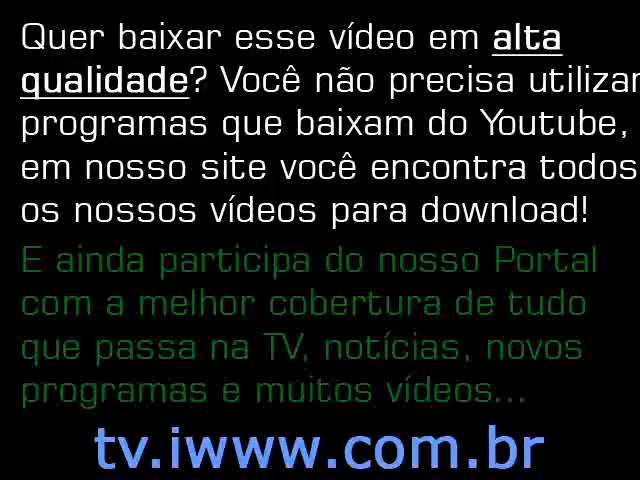 Quer baixar esse vídeo em alta
qualidade? Você não precisa utilizar
programas que baixam do Youtube,
em nosso site você encontra todos
os nossos vídeos para download!
E ainda participa do nosso Portal
com a melhor cobertura de tudo
que passa na TV, notícias, novos
programas e muitos vídeos...
tv.iwww.com.br